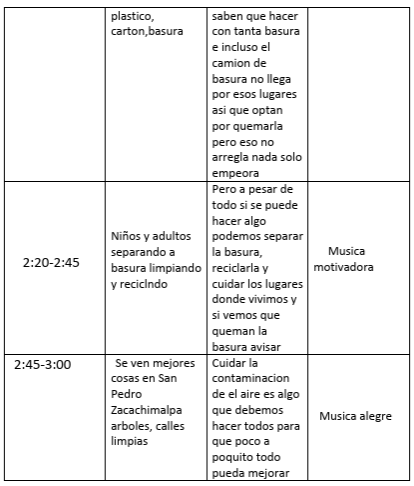 plastico,
carton,basura
saben que hacer
con tanta basura
e incluso el
camion de
basura no llega
por esos lugares
asi que optan
por quemarla
pero eso no
arregla nada solo
empeora
2:20-2:45
Niños y adultos
separando a
basura limpiando
y reciclndo
Pero a pesar de
todo si se puede
hacer algo
podemos separar
la basura,
reciclarla y
cuidar los lugares
donde vivimos y
si vemos que
queman la
basura avisar
Musica
motivadora
2:45-3:00
Se ven mejores
cosas en San
Pedro
Zacachimalpa
arboles, calles
limpias
Cuidar la
contaminacion
de el aire es algo
que debemos
hacer todos para
que poco a
poquito todo
pueda mejorar
Musica alegre